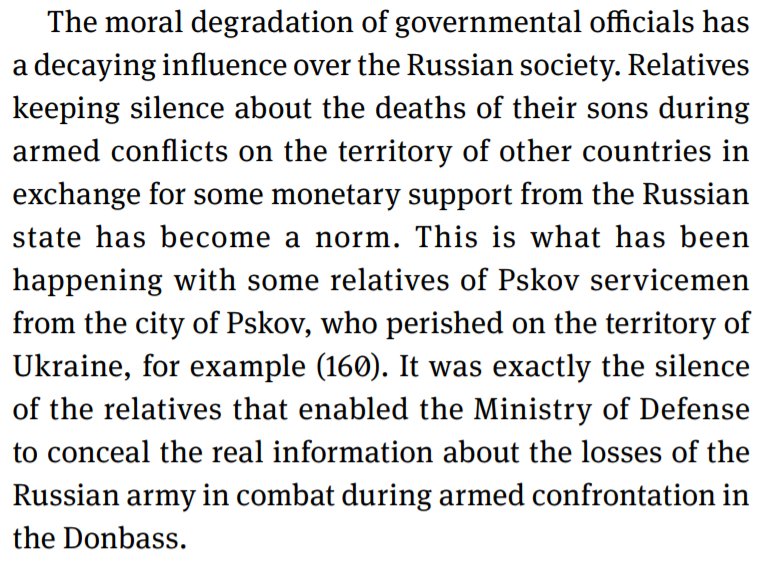 The moral degradation of governmental officials has
a decaying influence over the Russian society. Relatives
keeping silence about the deaths of their sons during
armed conflicts on the territory of other countries in
exchange for some monetary support from the Russian
state has become a norm. This is what has been
happening with some relatives of Pskov servicemen
from the city of Pskov, who perished on the territory of
Ukraine, for example (160). It was exactly the silence
of the relatives that enabled the Ministry of Defense
to conceal the real information about the losses of the
Russian army in combat during armed confrontation in
the Donbass.